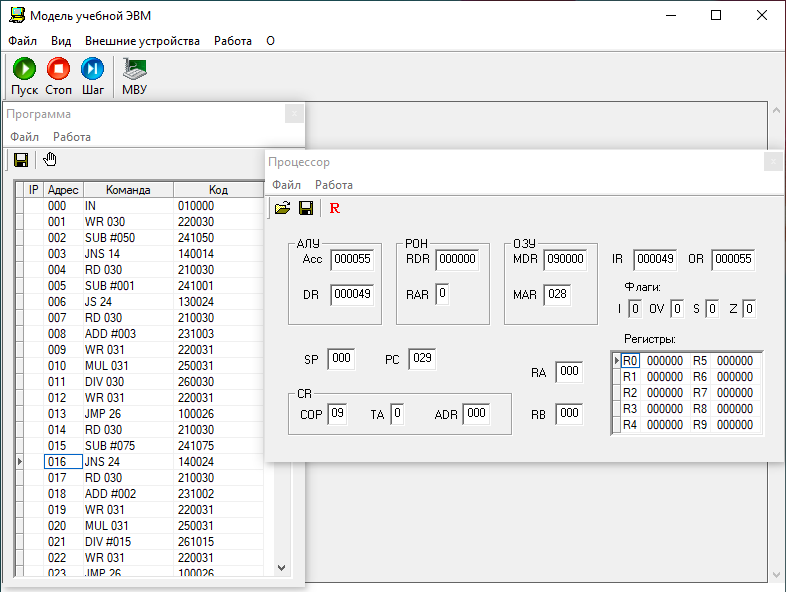 Модель учебной ЭВМ
Файл Вид Внешние устройства Работа О
Пуск Стоп Шаг МВУ
Программа
Файл Работа
IP Адрес Команда Код
000 IN 010000
001 WR 030 220030
002 SUB #050 241050
003 JNS 14 140014
004 RD 030 210030
005 SUB #001 241001
006 JS 24 130024
007 RD 030 210030
008 ADD #003 231003
009 WR 031 220031
010 MUL 031 250031
011 DIV 030 260030
012 WR 031 220031
013 JMP 26 100026
014 RD 030 210030
015 SUB #075 241075
016 JNS 24 140024
017 RD 030 210030
018 ADD #002 231002
019 WR 031 220031
020 MUL 031 250031
021 DIV #015 261015
022 WR 031 220031
023 JMP 26 100026
Процессор
Файл Работа
R
АЛУ РОН ОЗУ
Acc 000055 RDR 000000 MDR 090000 IR 000049 OR 000055
DR 000049 RAR 0 MAR 028
Флаги:
I 0 OV 0 S 0 Z 0
Регистры:
SP 000 PC 029
RA 000
RB 000
CR
COP 09 TA 0 ADR 000
R0 000000 R5 000000
R1 000000 R6 000000
R2 000000 R7 000000
R3 000000 R8 000000
R4 000000 R9 000000